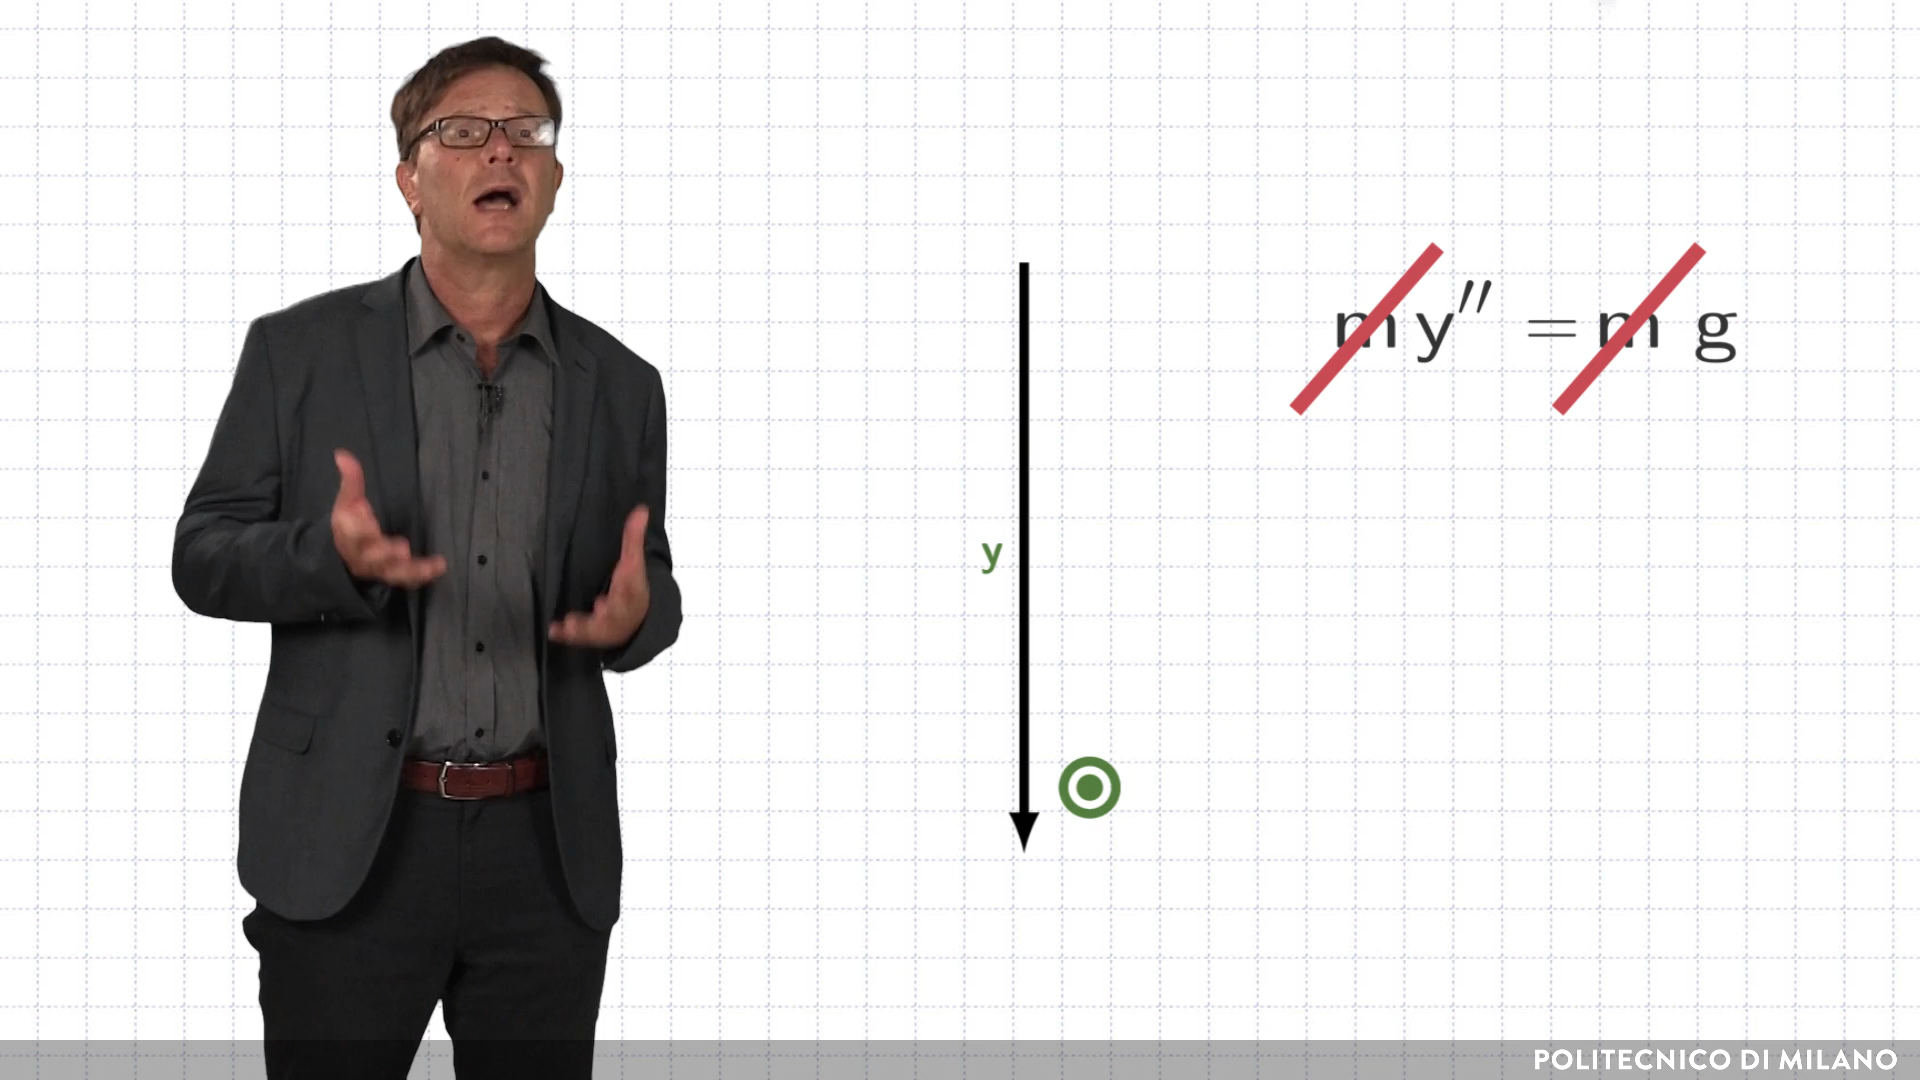 m y″ = m g
y
POLITECNICO DI MILANO